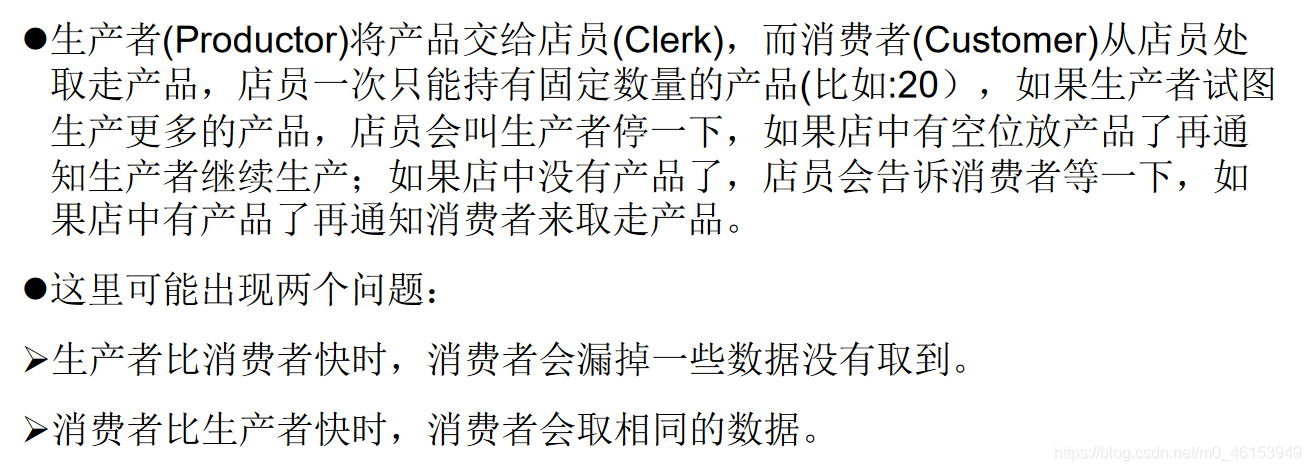 ●生产者(Productor)将产品交给店员(Clerk)，而消费者(Customer)从店员处
取走产品，店员一次只能持有固定数量的产品(比如:20），如果生产者试图
生产更多的产品，店员会叫生产者停一下，如果店中有空位放产品了再通
知生产者继续生产；如果店中没有产品了，店员会告诉消费者等一下，如
果店中有产品了再通知消费者来取走产品。
●这里可能出现两个问题：
➢生产者比消费者快时，消费者会漏掉一些数据没有取到。
➢消费者比生产者快时，消费者会取相同的数据。
https://blog.csdn.net/m0_46153949